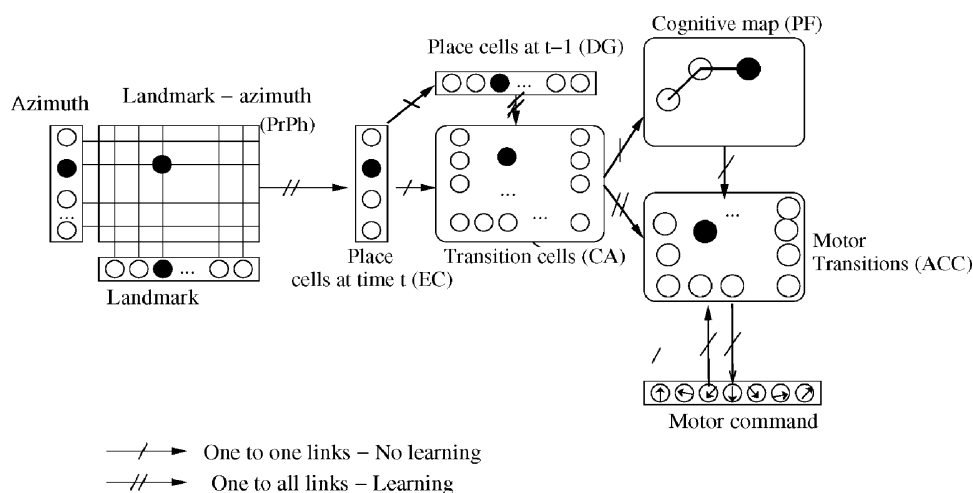 Cognitive map (PF)
Place cells at t−1 (DG)
...
Azimuth
Landmark − azimuth
(PrPh)
...
...
...
...
...
...
...
Landmark
Place
cells at time t (EC)
Transition cells (CA)
Motor
Transitions (ACC)
Motor command
One to one links − No learning
One to all links − Learning